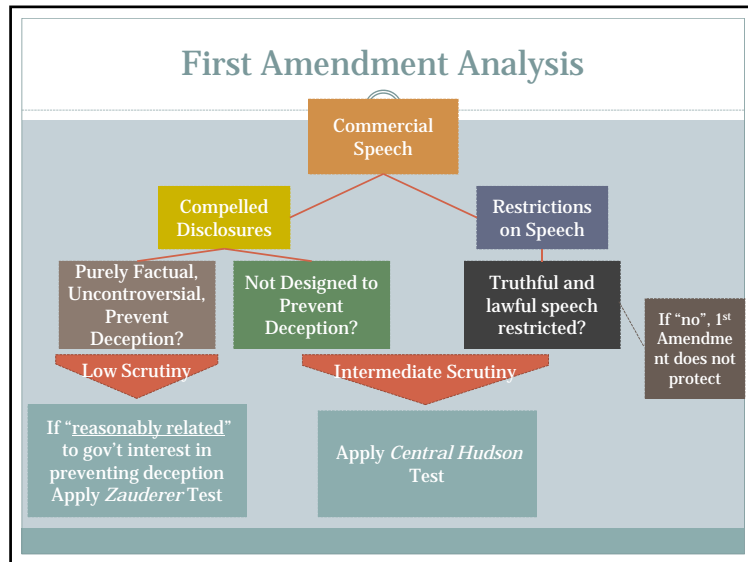 First Amendment Analysis
Commercial
Speech
Compelled
Disclosures
Restrictions
on Speech
Purely Factual,
Uncontroversial,
Prevent
Deception?
Not Designed to
Prevent
Deception?
Truthful and
lawful speech
restricted?
If “no”, 1st
Amendme
nt does not
protect
Low Scrutiny
Intermediate Scrutiny
If “reasonably related”
to gov’t interest in
preventing deception
Apply Zauderer Test
Apply Central Hudson
Test